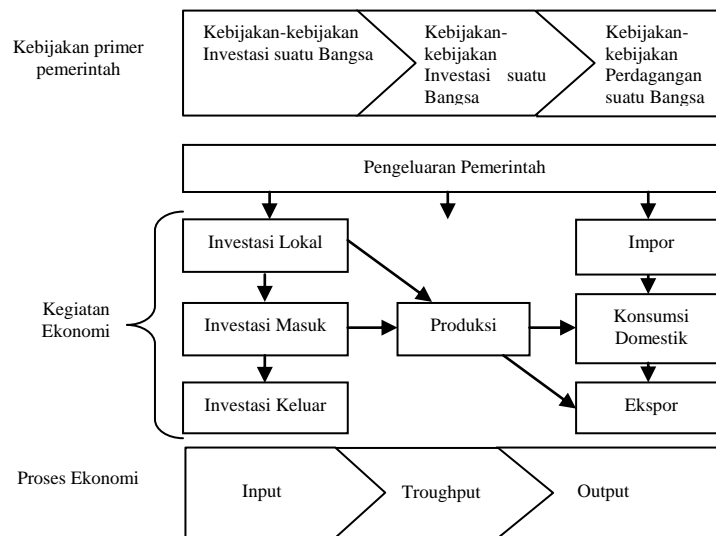 Kebijakan primer
pemerintah
Kebijakan-kebijakan
Investasi suatu Bangsa
Kebijakan-
kebijakan
Investasi suatu
Bangsa
Kebijakan-
kebijakan
Perdagangan
suatu Bangsa
Pengeluaran Pemerintah
Kegiatan
Ekonomi
Investasi Lokal
Impor
Investasi Masuk
Produksi
Konsumsi
Domestik
Investasi Keluar
Ekspor
Proses Ekonomi
Input
Troughput
Output